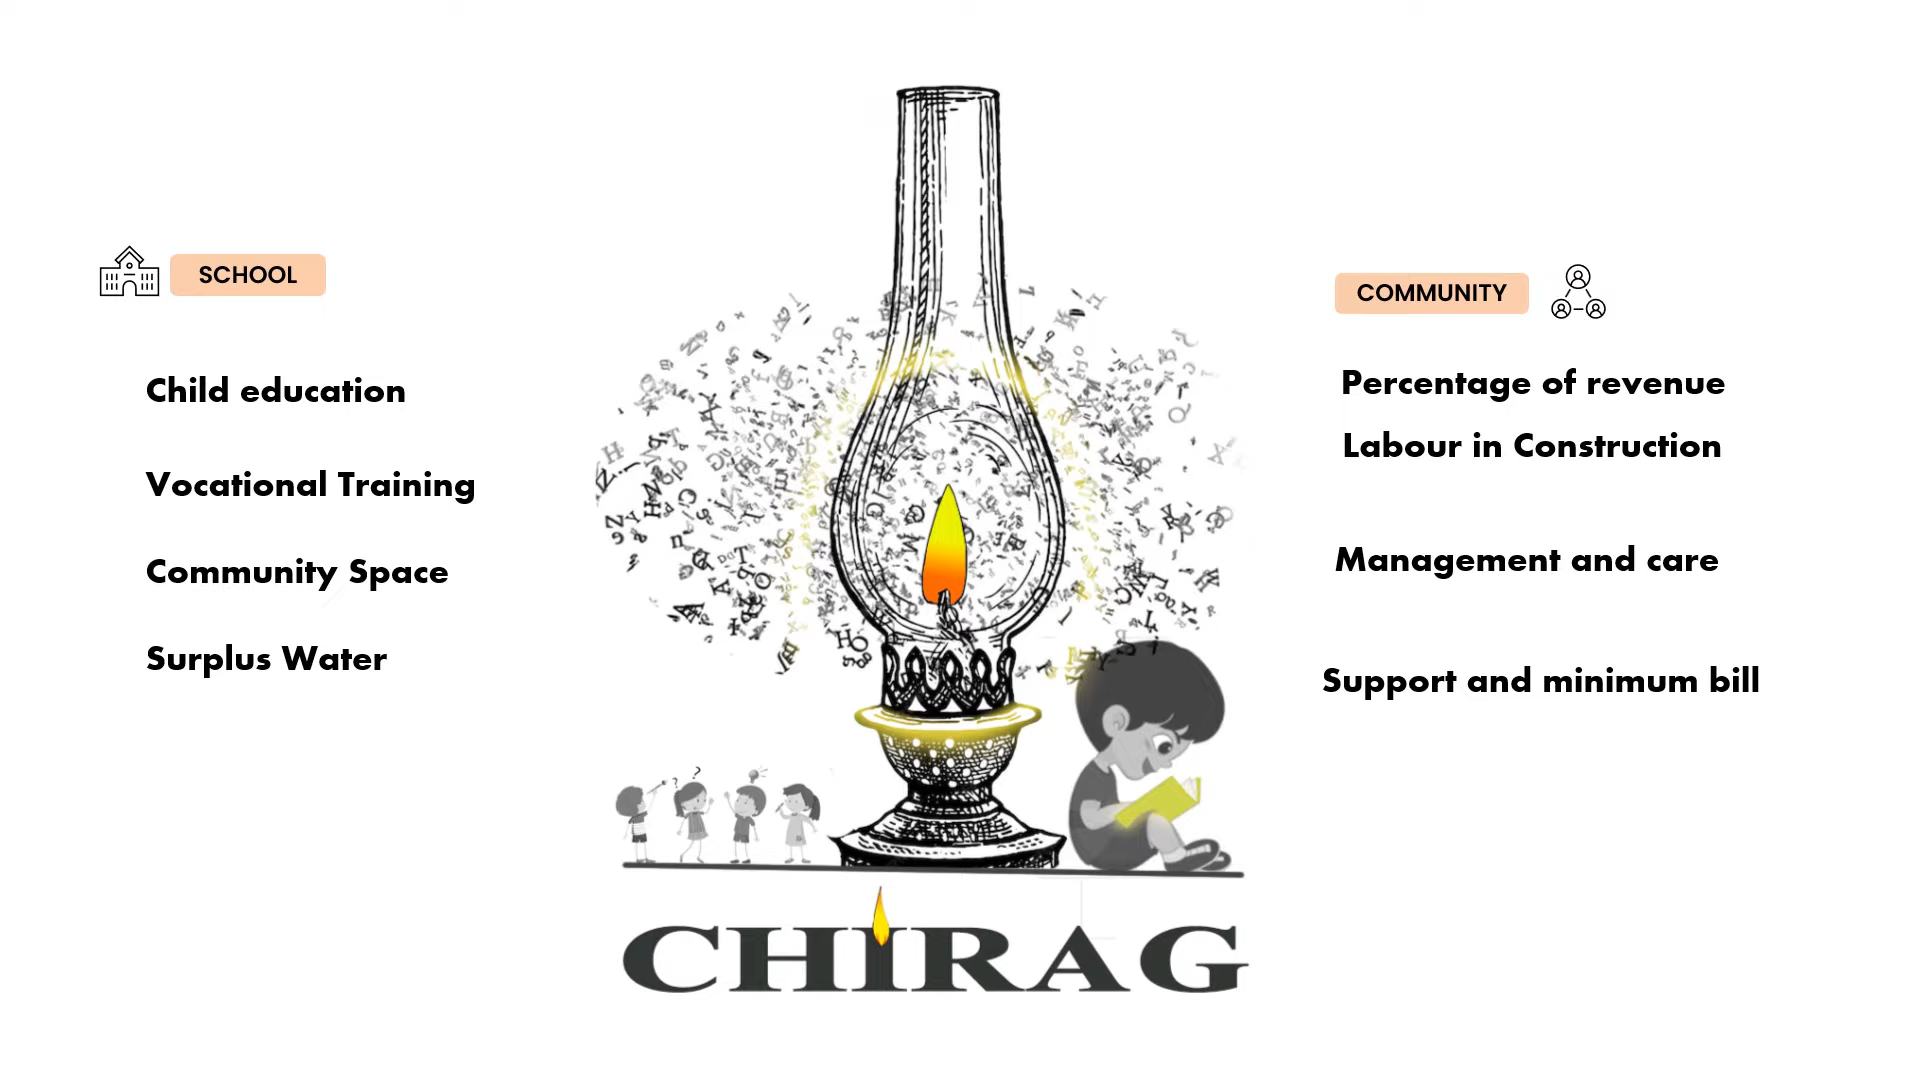 SCHOOL
Child education
Vocational Training
Community Space
Surplus Water
COMMUNITY
Percentage of revenue
Labour in Construction
Management and care
Support and minimum bill
CHIRAG